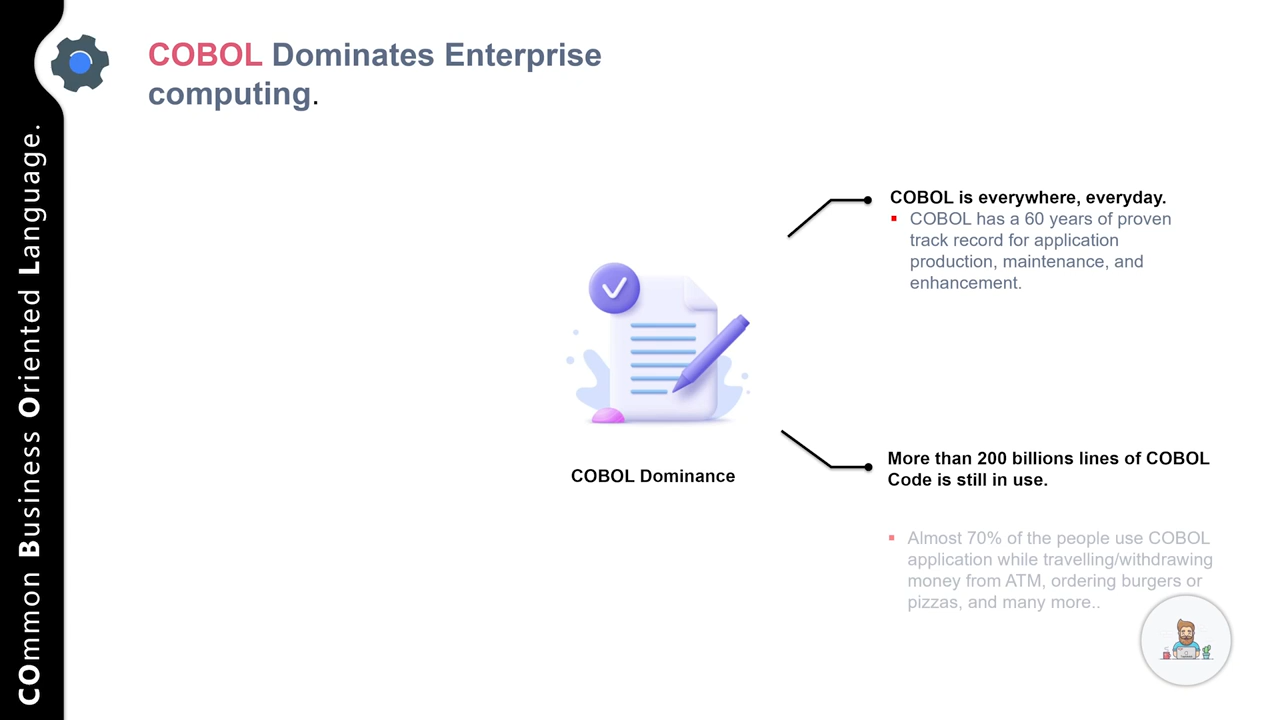 COmmon Business Oriented Language.
COBOL Dominates Enterprise
computing.
COBOL is everywhere, everyday.
COBOL has a 60 years of proven
track record for application
production, maintenance, and
enhancement.
COBOL Dominance
More than 200 billions lines of COBOL
Code is still in use.
Almost 70% of the people use COBOL
application while travelling/withdrawing
money from ATM, ordering burgers or
pizzas, and many more..